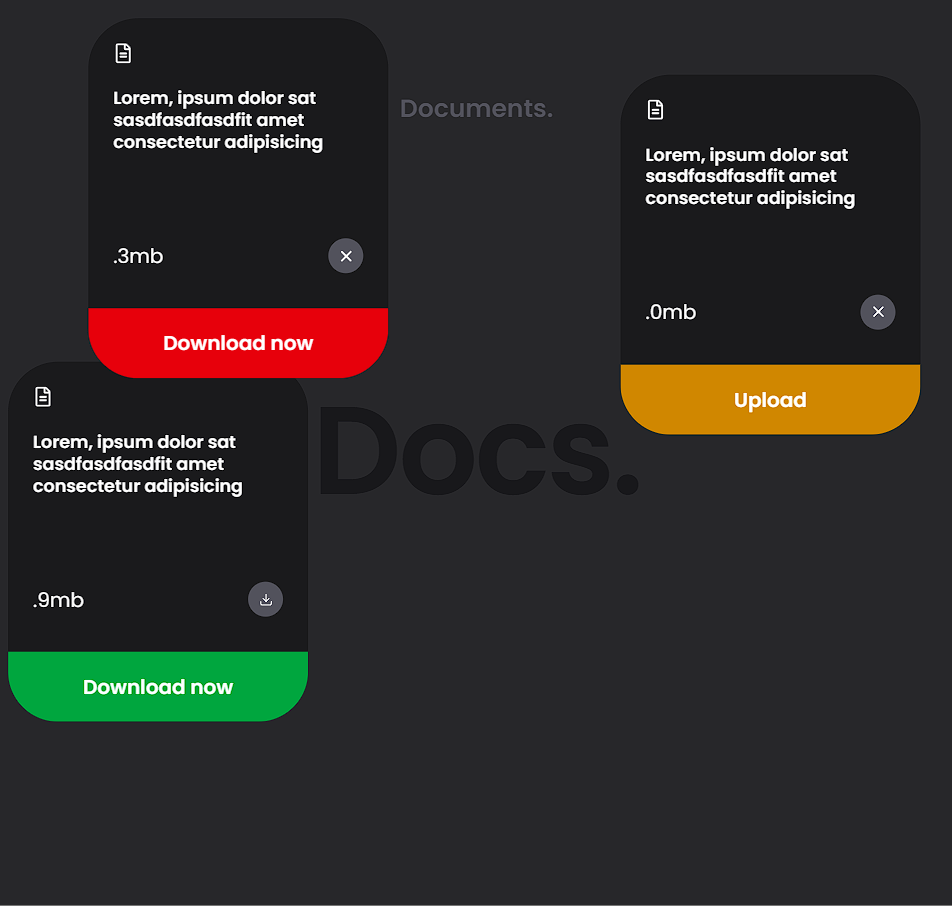 Lorem, ipsum dolor sat
sasdfasdfasdfit amet
consectetur adipisicing
.3mb
Download now
Documents.
Lorem, ipsum dolor sat
sasdfasdfasdfit amet
consectetur adipisicing
.0mb
Upload
Docs.
Lorem, ipsum dolor sat
sasdfasdfasdfit amet
consectetur adipisicing
.9mb
Download now